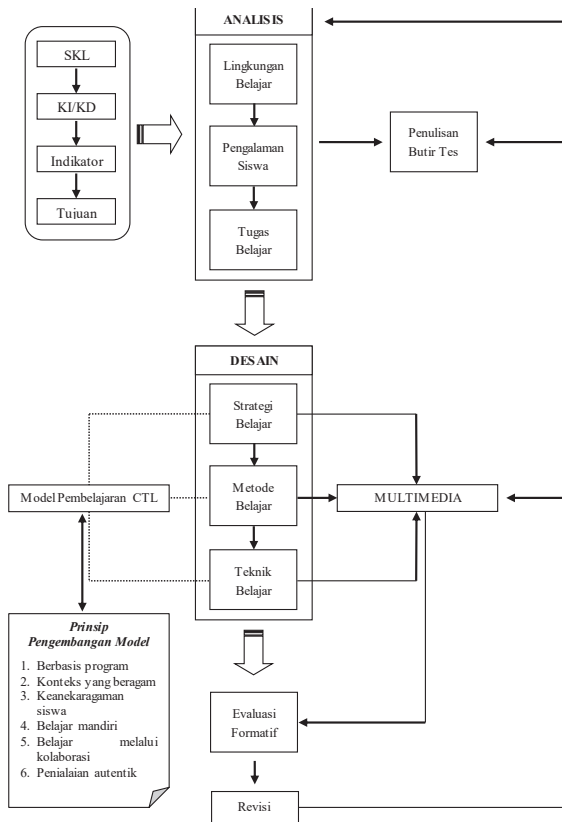 ANALISIS
SKL
KI/KD
Indikator
Tujuan
Lingkungan
Belajar
Pengalaman
Siswa
Tugas
Belajar
Penulisan
Butir Tes
DESAIN
Strategi
Belajar
Metode
Belajar
Teknik
Belajar
Model Pembelajaran CTL
MULTIMEDIA
Prinsip
Pengembangan Model
1. Berbasis program
2. Konteks yang beragam
3. Keanekaragaman
siswa
4. Belajar mandiri
5. Belajar melalui
kolaborasi
6. Penialaian autentik
Evaluasi
Formatif
Revisi